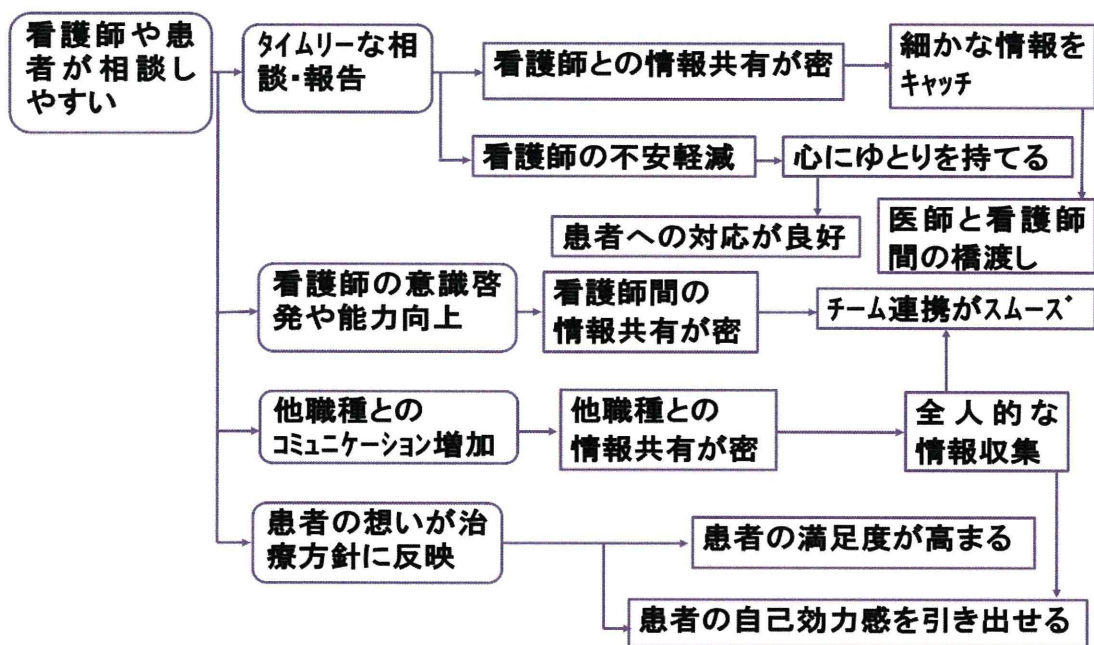 看護師や患
者が相談し
やすい
ﾀｲﾑﾘｰな相
談・報告
看護師との情報共有が密
細かな情報を
ｷｬｯﾁ
看護師の不安軽減
心にゆとりを持てる
患者への対応が良好
医師と看護師
間の橋渡し
看護師の意識啓
発や能力向上
看護師間の
情報共有が密
ﾁｰﾑ連携がｽﾑｰｽﾞ
他職種との
ｺﾐｭﾆｹｰｼｮﾝ増加
他職種との
情報共有が密
全人的な
情報収集
患者の想いが治
療方針に反映
患者の満足度が高まる
患者の自己効力感を引き出せる